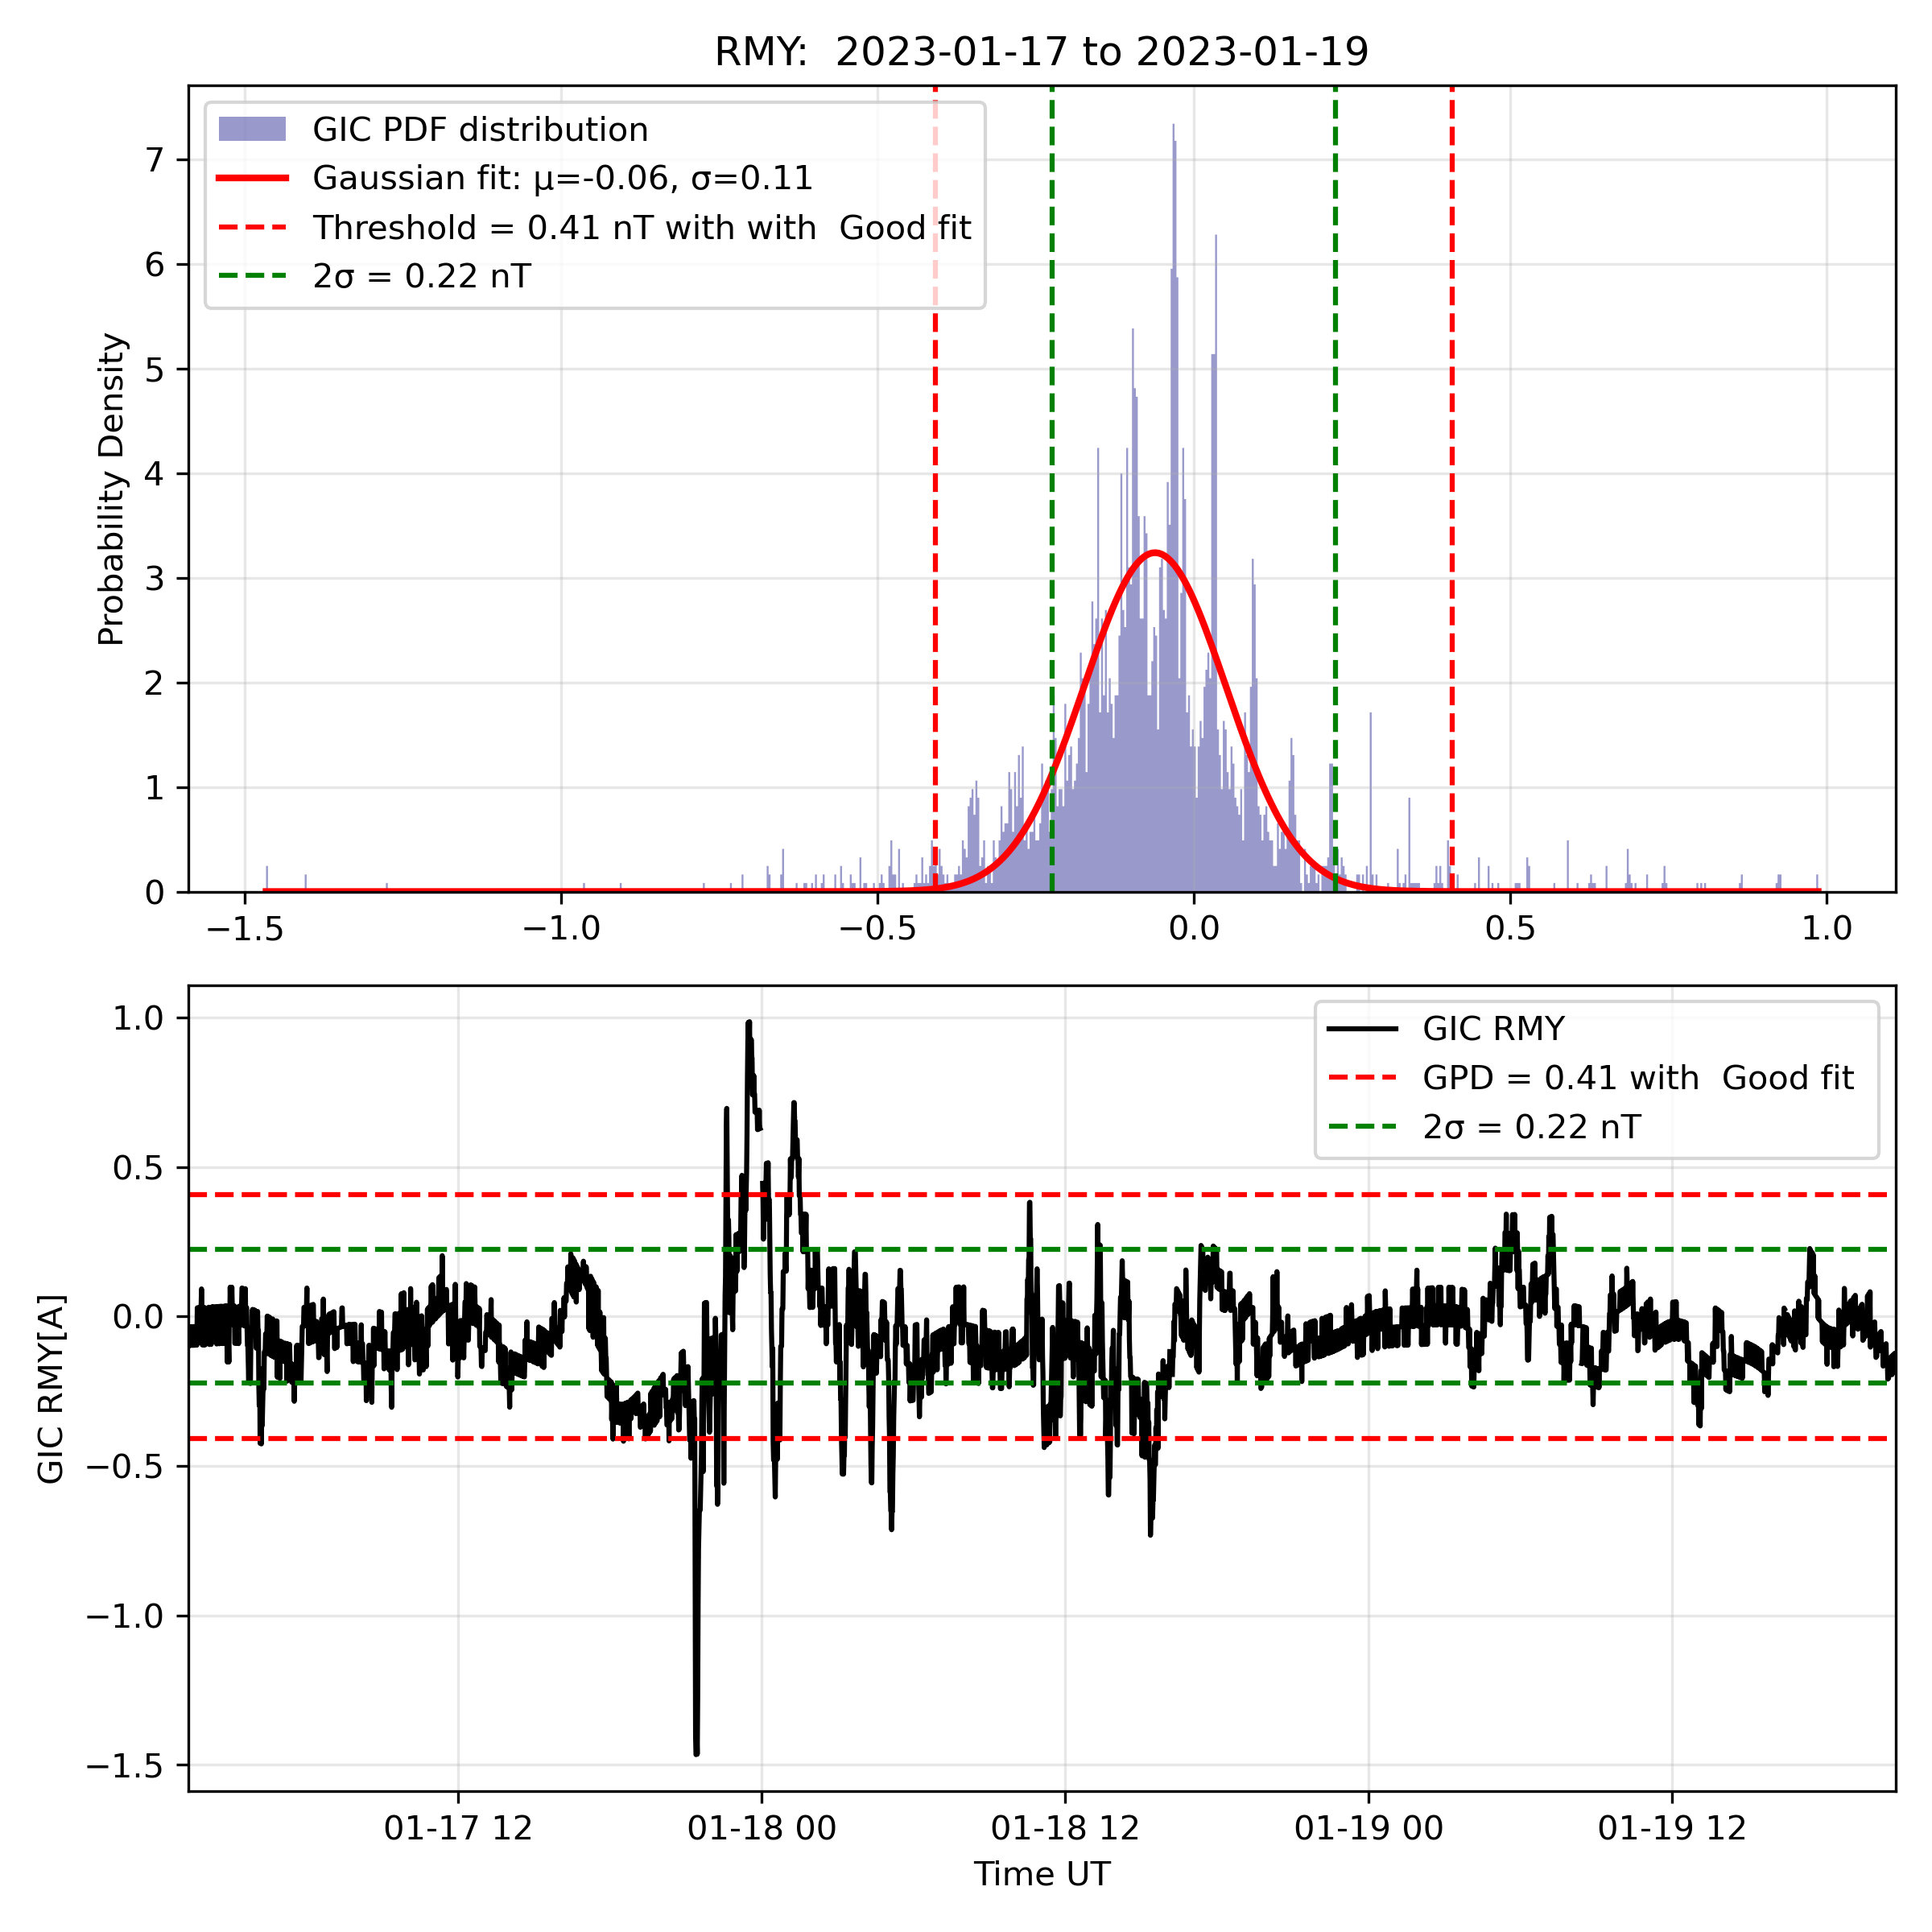 RMY:  2023-01-17 to 2023-01-19
GIC PDF distribution
Gaussian fit: μ=-0.06, σ=0.11
Threshold = 0.41 nT with with  Good fit
2σ = 0.22 nT
Probability Density
7
6
5
4
3
2
1
0
−1.5 −1.0 −0.5 0.0 0.5 1.0
GIC RMY
GPD = 0.41 with  Good fit
2σ = 0.22 nT
GIC RMY[A]
1.0
0.5
0.0
−0.5
−1.0
−1.5
01-17 12 01-18 00 01-18 12 01-19 00 01-19 12
Time UT